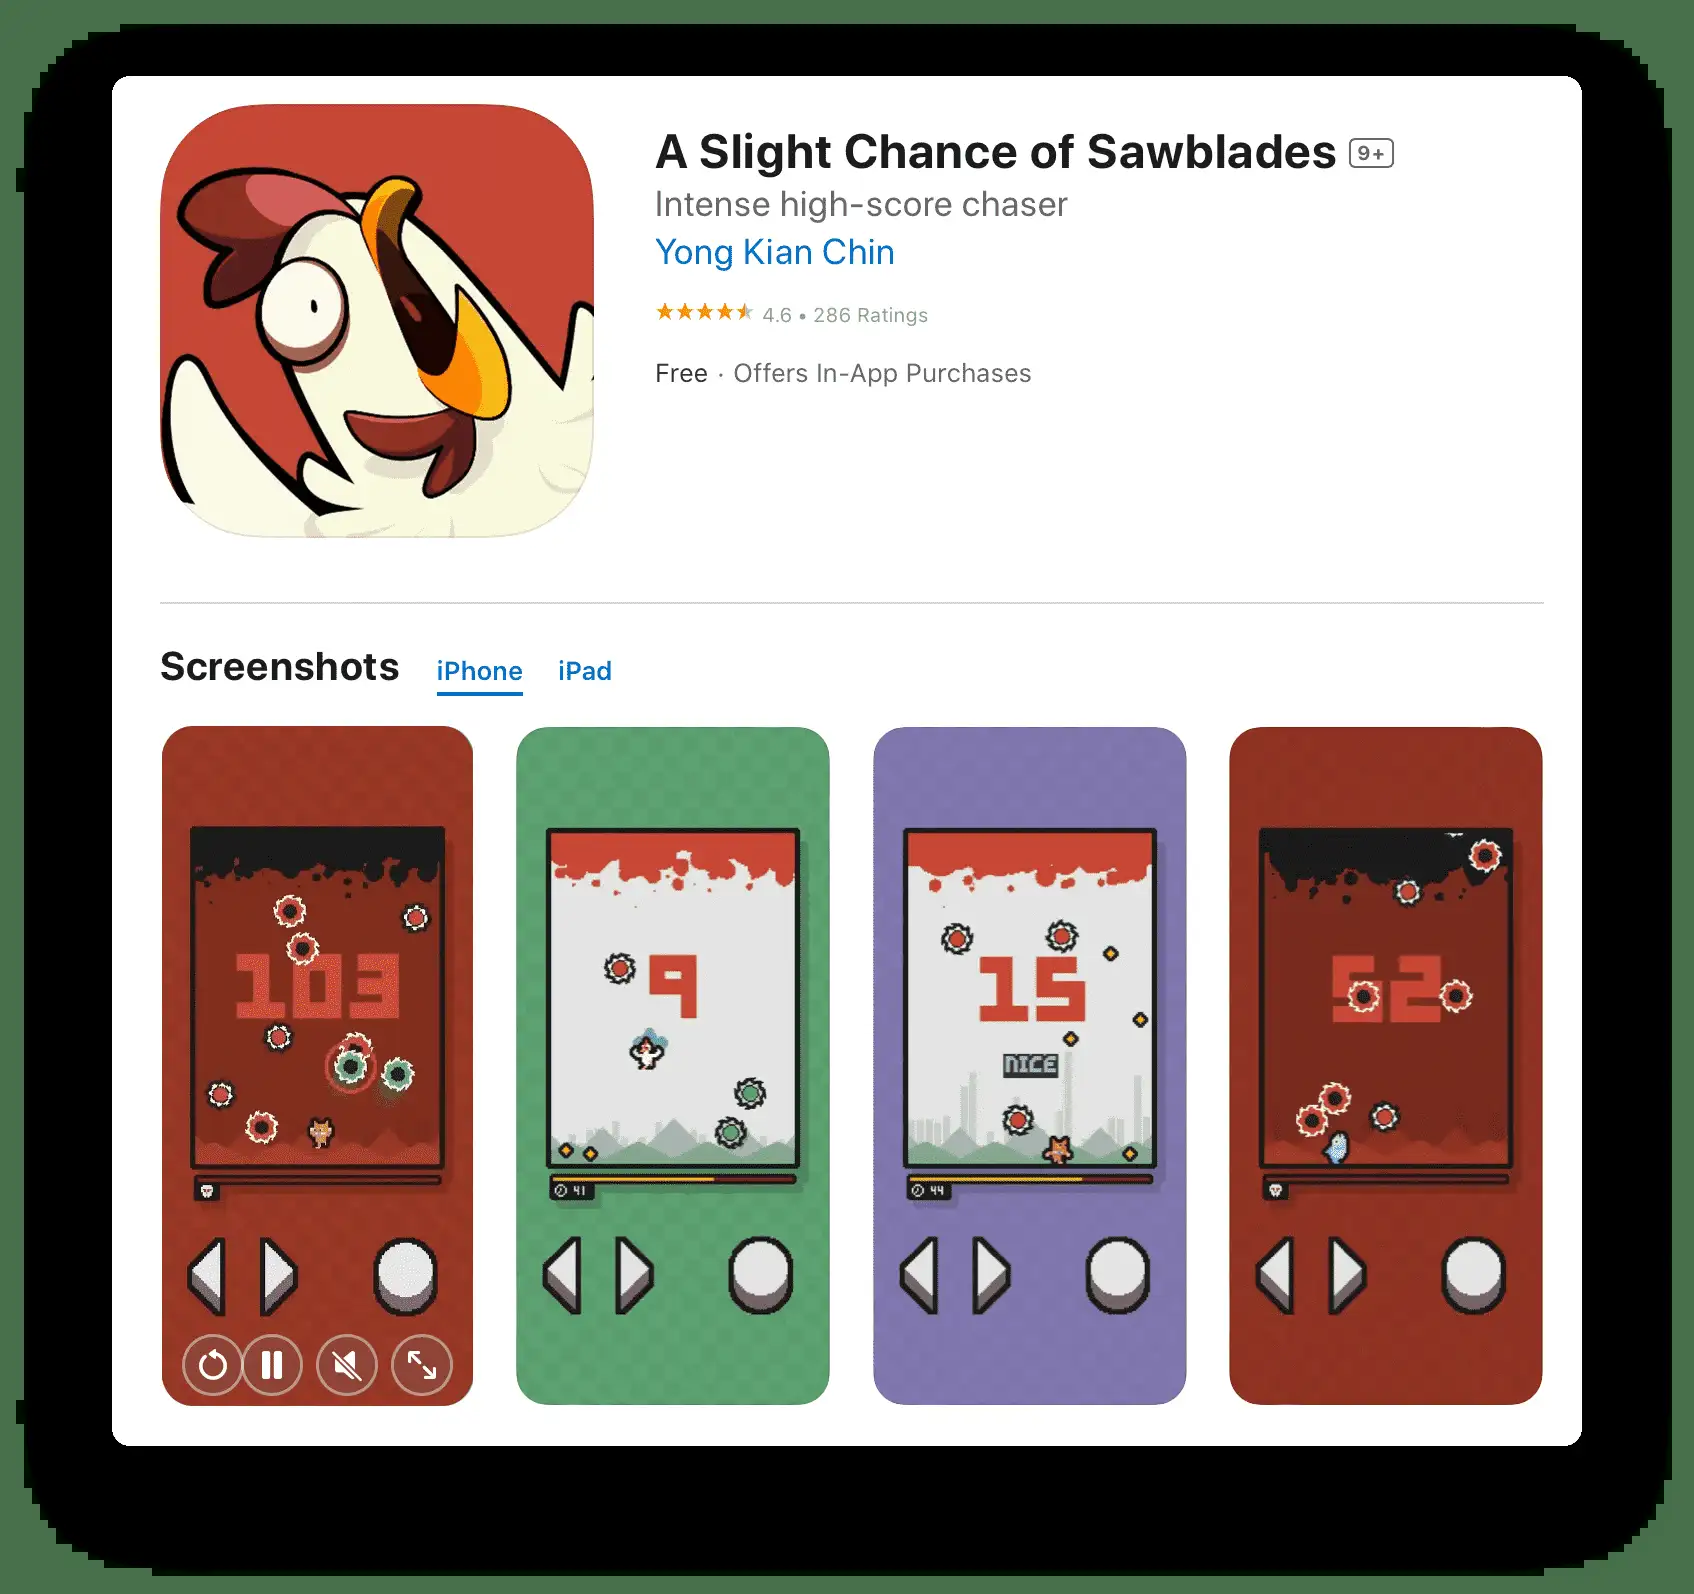 A Slight Chance of Sawblades 9+
Intense high-score chaser
Yong Kian Chin
4.6 • 286 Ratings
Free · Offers In-App Purchases
Screenshots iPhone iPad
103
9
15
52
NICE
41
44